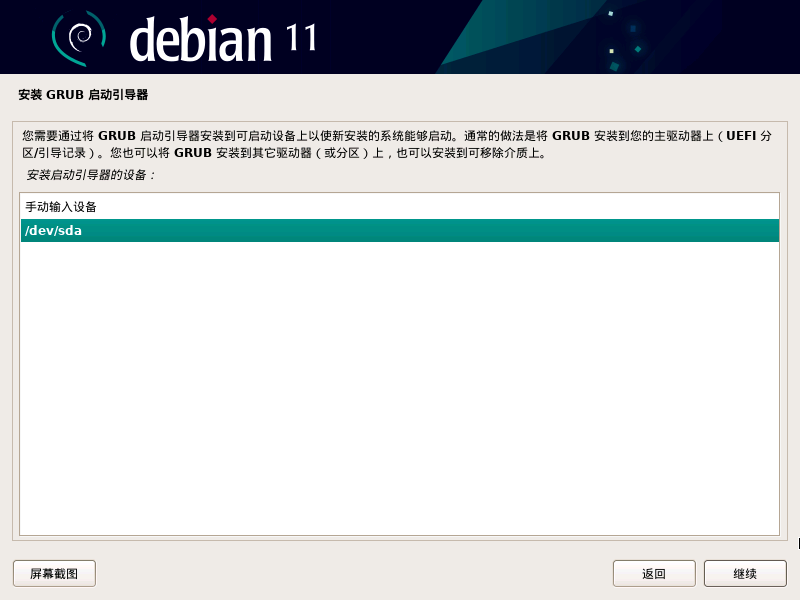 debian 11
安装 GRUB 启动引导器
您需要通过将 GRUB 启动引导器安装到可启动设备上以使新安装的系统能够启动。通常的做法是将 GRUB 安装到您的主驱动器上（UEFI 分
区/引导记录）。您也可以将 GRUB 安装到其它驱动器（或分区）上，也可以安装到可移除介质上。
安装启动引导器的设备：
手动输入设备
/dev/sda
屏幕截图
返回
继续